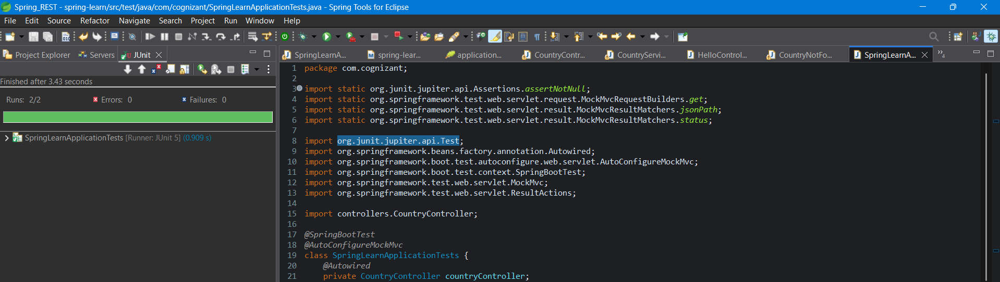 Spring_REST - spring-learn/src/test/java/com/cognizant/SpringLearnApplicationTests.java - Spring Tools for Eclipse
File Edit Source Refactor Navigate Search Project Run Window Help
Project Explorer Servers JUnit
Finished after 3.43 seconds
Runs: 2/2 Errors: 0 Failures: 0
SpringLearnApplicationTests [Runner: JUnit 5] (0.909 s)
SpringLearnA... spring-lear... application... CountryContr... CountryServi... HelloControl... CountryNotFo... SpringLearnA... »4
1 package com.cognizant;
2
3 import static org.junit.jupiter.api.Assertions.assertNotNull;
4 import static org.springframework.test.web.servlet.request.MockMvcRequestBuilders.get;
5 import static org.springframework.test.web.servlet.result.MockMvcResultMatchers.jsonPath;
6 import static org.springframework.test.web.servlet.result.MockMvcResultMatchers.status;
7
8 import org.junit.jupiter.api.Test;
9 import org.springframework.beans.factory.annotation.Autowired;
10 import org.springframework.boot.test.autoconfigure.web.servlet.AutoConfigureMockMvc;
11 import org.springframework.boot.test.context.SpringBootTest;
12 import org.springframework.test.web.servlet.MockMvc;
13 import org.springframework.test.web.servlet.ResultActions;
14
15 import controllers.CountryController;
16
17 @SpringBootTest
18 @AutoConfigureMockMvc
19 class SpringLearnApplicationTests {
20 @Autowired
21 private CountryController countryController;